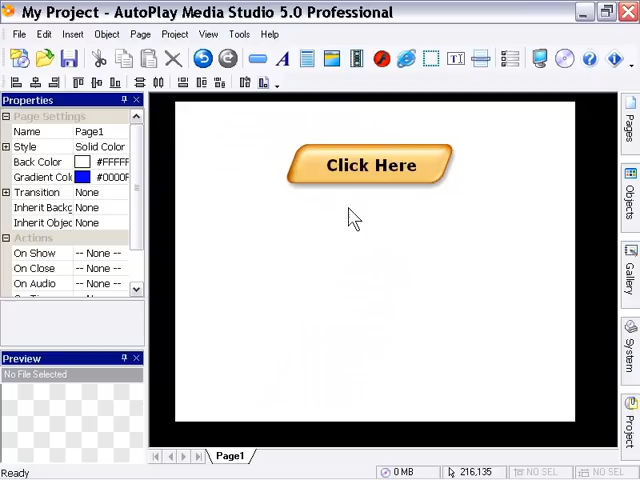 My Project - AutoPlay Media Studio 5.0 Professional
File Edit Insert Object Page Project View Tools Help
Properties
Page Settings
Name Page1
Style Solid Color
Back Color #FFFFF
Gradient Col #0000F
Transition None
Inherit Backg None
Inherit Objec None
Actions
On Show -- None --
On Close -- None --
On Audio -- None --
Preview
No File Selected
Click Here
Pages
Objects
Gallery
System
Project
Page1
Ready
0 MB
216,135
NO SEL
NO SEL